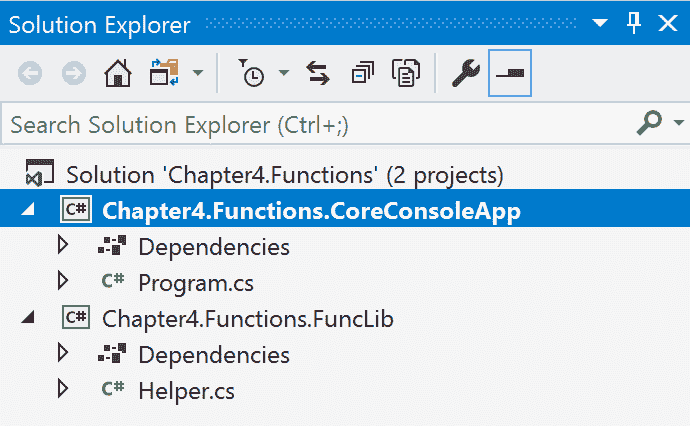 Solution Explorer
Search Solution Explorer (Ctrl+;)
Solution 'Chapter4.Functions' (2 projects)
C# Chapter4.Functions.CoreConsoleApp
Dependencies
C# Program.cs
C# Chapter4.Functions.FuncLib
Dependencies
C# Helper.cs